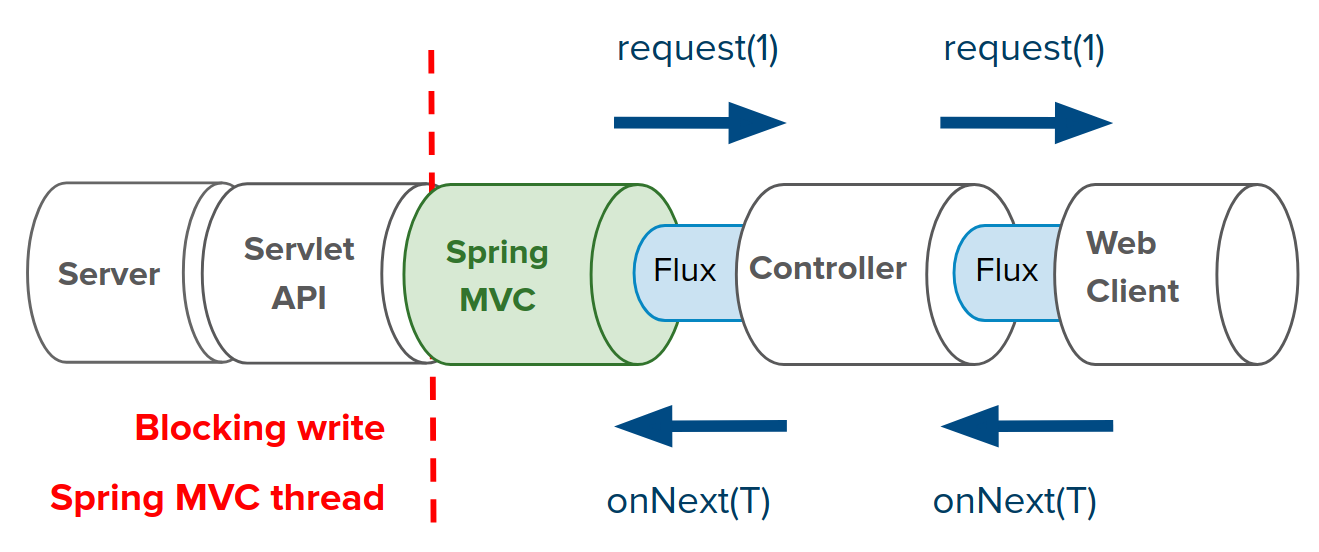 request(1)
request(1)
Server
Servlet
API
Spring
MVC
Flux
Controller
Flux
Web
Client
Blocking write
Spring MVC thread
onNext(T)
onNext(T)